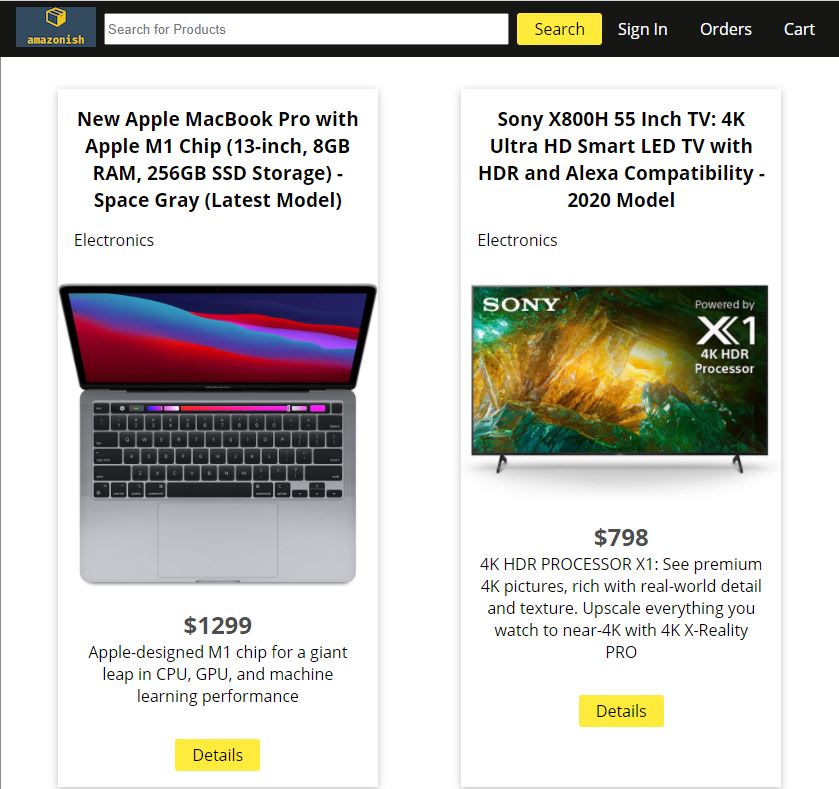 amazonish
Search for Products
Search
Sign In
Orders
Cart
New Apple MacBook Pro with
Apple M1 Chip (13-inch, 8GB
RAM, 256GB SSD Storage) -
Space Gray (Latest Model)
Electronics
$1299
Apple-designed M1 chip for a giant
leap in CPU, GPU, and machine
learning performance
Details
Sony X800H 55 Inch TV: 4K
Ultra HD Smart LED TV with
HDR and Alexa Compatibility -
2020 Model
Electronics
SONY
Powered by
X1
4K HDR
Processor
$798
4K HDR PROCESSOR X1: See premium
4K pictures, rich with real-world detail
and texture. Upscale everything you
watch to near-4K with 4K X-Reality
PRO
Details